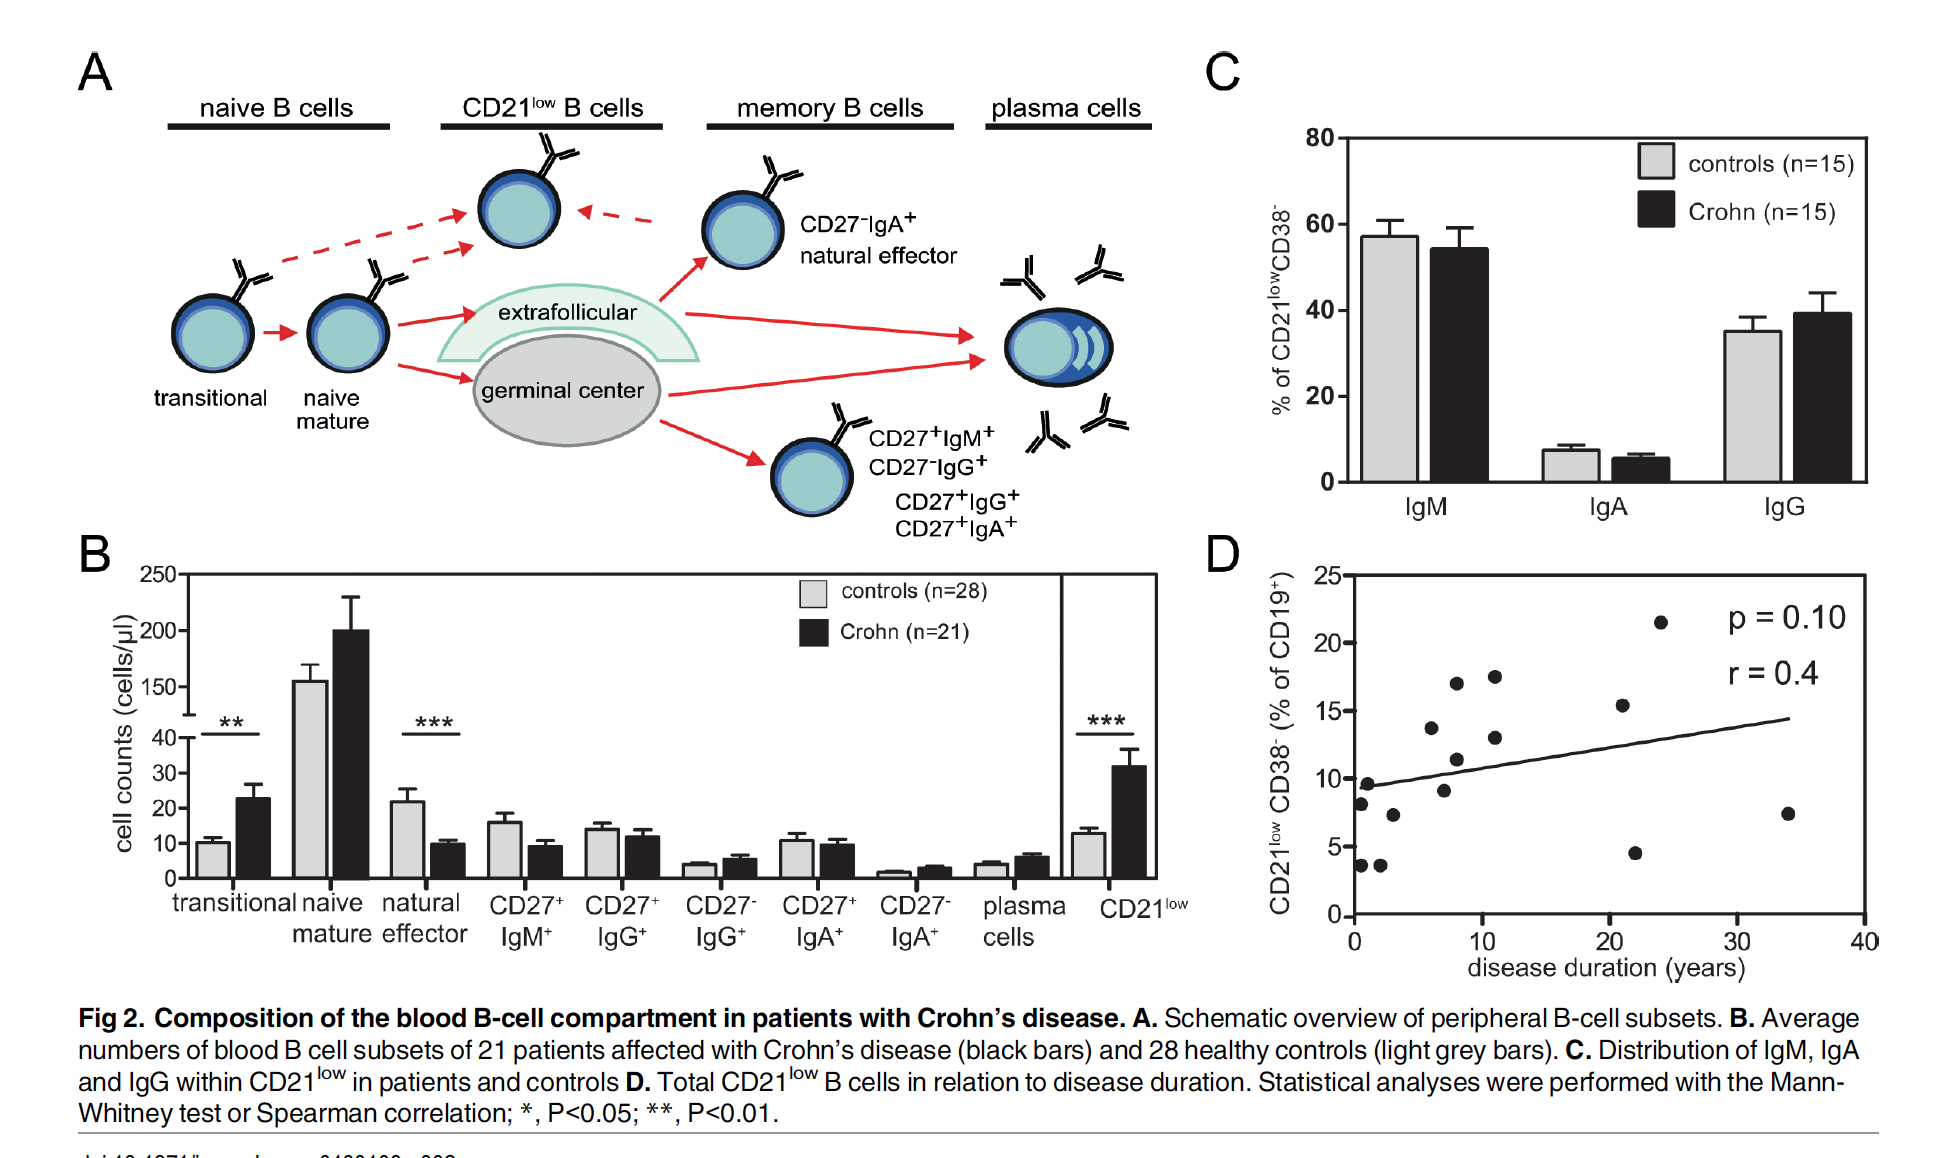 A
naive B cells
CD21low B cells
memory B cells
plasma cells
CD27-IgA+
natural effector
extrafollicular
germinal center
transitional
naive
mature
CD27+IgM+
CD27-IgG+
CD27+IgG+
CD27+IgA+
B
cell counts (cells/µl)
250
200
150
40
30
20
10
0
controls (n=28)
Crohn (n=21)
**
***
***
transitional
naive
mature
natural
effector
CD27+
IgM+
CD27+
IgG+
CD27-
IgG+
CD27+
IgA+
CD27-
IgA+
plasma
cells
CD21low
C
% of CD21lowCD38-
80
60
40
20
0
controls (n=15)
Crohn (n=15)
IgM
IgA
IgG
D
CD21low CD38- (% of CD19+)
25
20
15
10
5
0
p = 0.10
r = 0.4
0
10
20
30
40
disease duration (years)
Fig 2. Composition of the blood B-cell compartment in patients with Crohn's disease. A. Schematic overview of peripheral B-cell subsets. B. Average
numbers of blood B cell subsets of 21 patients affected with Crohn's disease (black bars) and 28 healthy controls (light grey bars). C. Distribution of IgM, IgA
and IgG within CD21low in patients and controls D. Total CD21low B cells in relation to disease duration. Statistical analyses were performed with the Mann-
Whitney test or Spearman correlation; *, P<0.05; **, P<0.01.